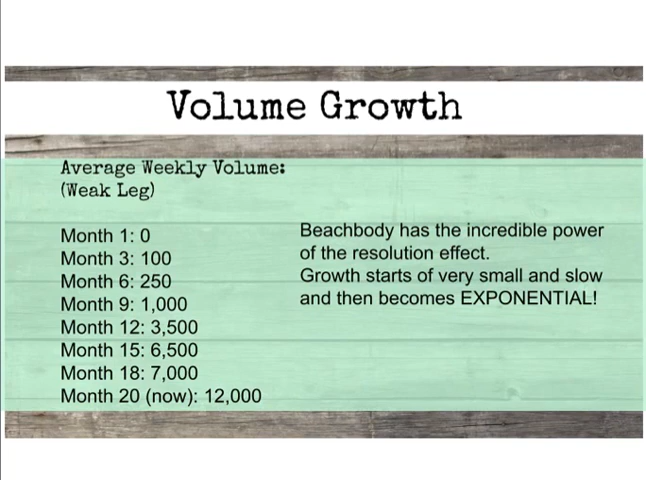 Volume Growth
Average Weekly Volume:
(Weak Leg)
Month 1: 0
Month 3: 100
Month 6: 250
Month 9: 1,000
Month 12: 3,500
Month 15: 6,500
Month 18: 7,000
Month 20 (now): 12,000
Beachbody has the incredible power
of the resolution effect.
Growth starts of very small and slow
and then becomes EXPONENTIAL!